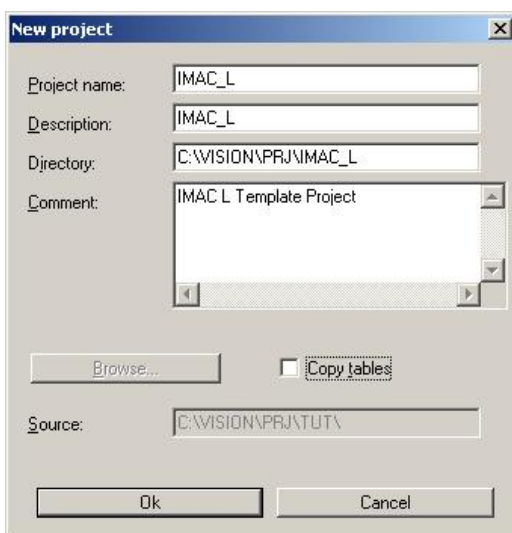 New project
Project name: IMAC_L
Description: IMAC_L
Directory: C:\VISION\PRJ\IMAC_L
Comment: IMAC L Template Project
Browse... Copy tables
Source: C:\VISION\PRJ\TUT\
Ok Cancel